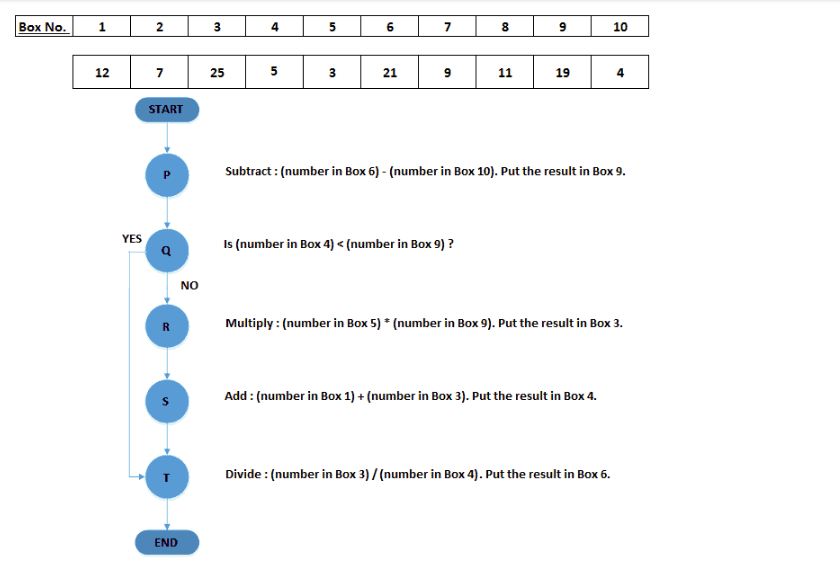 Box No. 1 2 3 4 5 6 7 8 9 10
12 7 25 5 3 21 9 11 19 4
START
P Subtract : (number in Box 6) - (number in Box 10). Put the result in Box 9.
YES
Q Is (number in Box 4) < (number in Box 9) ?
NO
R Multiply : (number in Box 5) * (number in Box 9). Put the result in Box 3.
S Add : (number in Box 1) + (number in Box 3). Put the result in Box 4.
T Divide : (number in Box 3) / (number in Box 4). Put the result in Box 6.
END